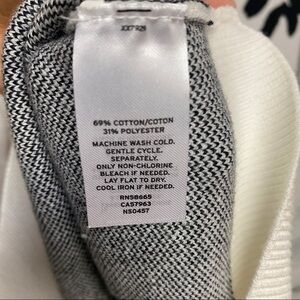 69% COTTON/COTON
31% POLYESTER
MACHINE WASH COLD.
GENTLE CYCLE.
SEPARATELY.
ONLY NON-CHLORINE
BLEACH IF NEEDED.
LAY FLAT TO DRY.
COOL IRON IF NEEDED.
RN58665
CA57963
NS0457